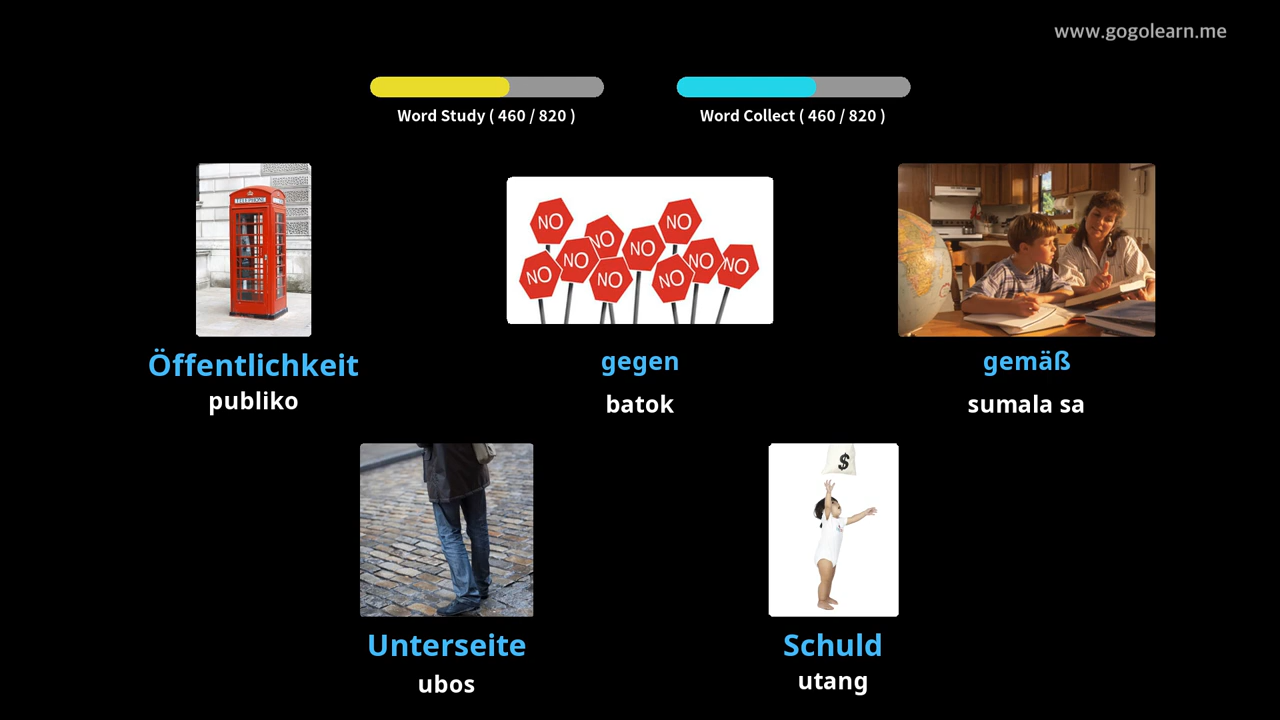 www.gogolearn.me
Word Study ( 460 / 820 )
Word Collect ( 460 / 820 )
TELEPHONE
NO
NO
NO
NO
NO
NO
NO
NO
NO
NO
Öffentlichkeit
publiko
gegen
batok
gemäß
sumala sa
$
Unterseite
ubos
Schuld
utang